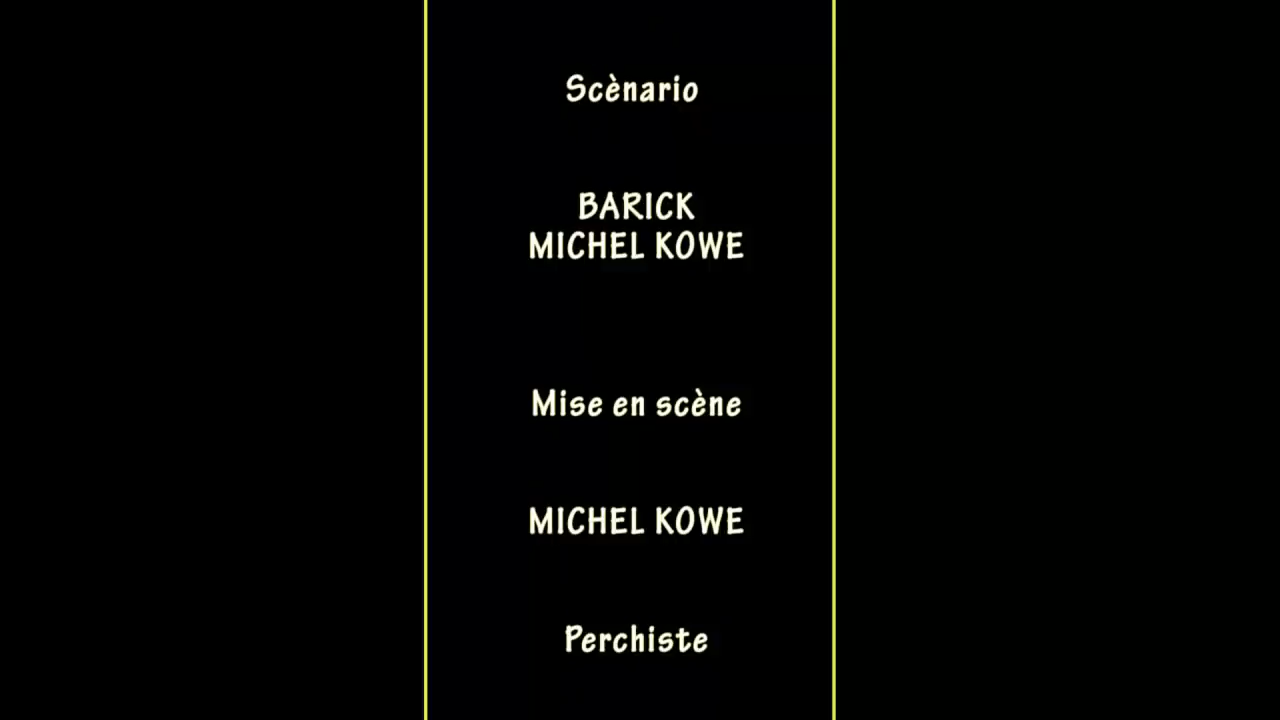 Scènario
BARICK
MICHEL KOWE
Mise en scène
MICHEL KOWE
Perchiste